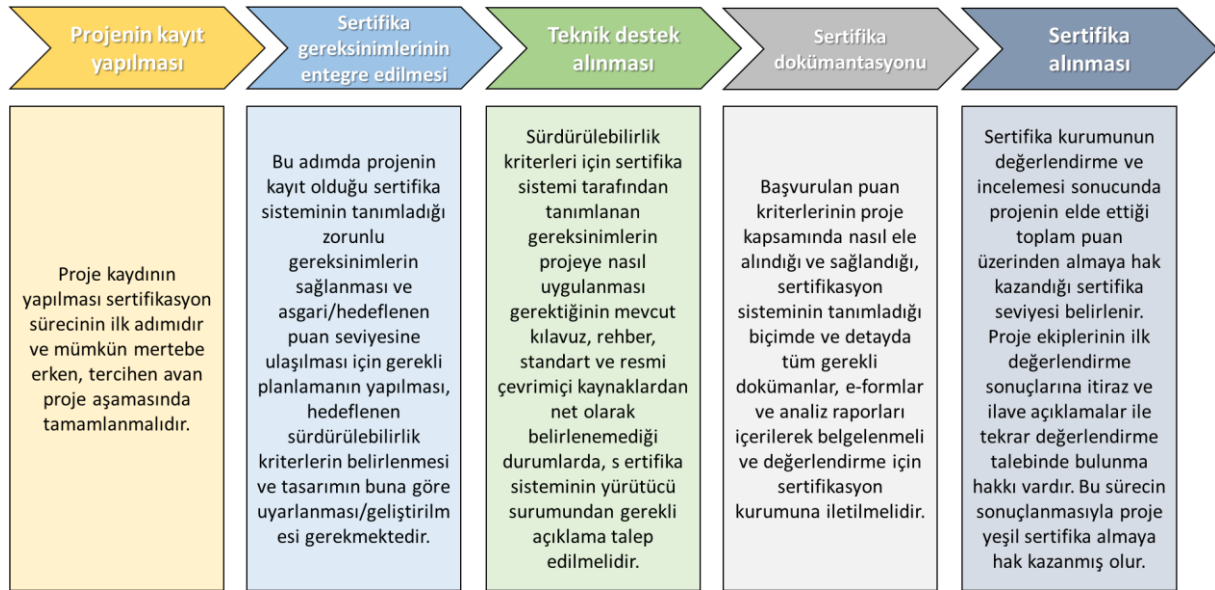 Projenin kayıt
yapılması
Sertifika
gereksinimlerinin
entegre edilmesi
Teknik destek
alınması
Sertifika
dokümantasyonu
Sertifika
alınması
Proje kaydının
yapılması sertifikasyon
sürecinin ilk adımıdır
ve mümkün mertebe
erken, tercihen avan
proje aşamasında
tamamlanmalıdır.
Bu adımda projenin
kayıt olduğu sertifika
sisteminin tanımladığı
zorunlu
gereksinimlerin
sağlanması ve
asgari/hedeflenen
puan seviyesine
ulaşılması için gerekli
planlamanın yapılması,
hedeflenen
sürdürülebilirlik
kriterlerin belirlenmesi
ve tasarımın buna göre
uyarlanması/geliştirilm
esi gerekmektedir.
Sürdürülebilirlik
kriterleri için sertifika
sistemi tarafından
tanımlanan
gereksinimlerin
projeye nasıl
uygulanması
gerektiğinin mevcut
kılavuz, rehber,
standart ve resmi
çevrimiçi kaynaklardan
net olarak
belirlenemediği
durumlarda, s ertifika
sisteminin yürütücü
surumundan gerekli
açıklama talep
edilmelidir.
Başvurulan puan
kriterlerinin proje
kapsamında nasıl ele
alındığı ve sağlandığı,
sertifikasyon
sisteminin tanımladığı
biçimde ve detayda
tüm gerekli
dokümanlar, e-formlar
ve analiz raporları
içerilerek belgelenmeli
ve değerlendirme için
sertifikasyon
kurumuna iletilmelidir.
Sertifika kurumunun
değerlendirme ve
incelemesi sonucunda
projenin elde ettiği
toplam puan
üzerinden almaya hak
kazandığı sertifika
seviyesi belirlenir.
Proje ekiplerinin ilk
değerlendirme
sonuçlarına itiraz ve
ilave açıklamalar ile
tekrar değerlendirme
talebinde bulunma
hakkı vardır. Bu sürecin
sonuçlanmasıyla proje
yeşil sertifika almaya
hak kazanmış olur.